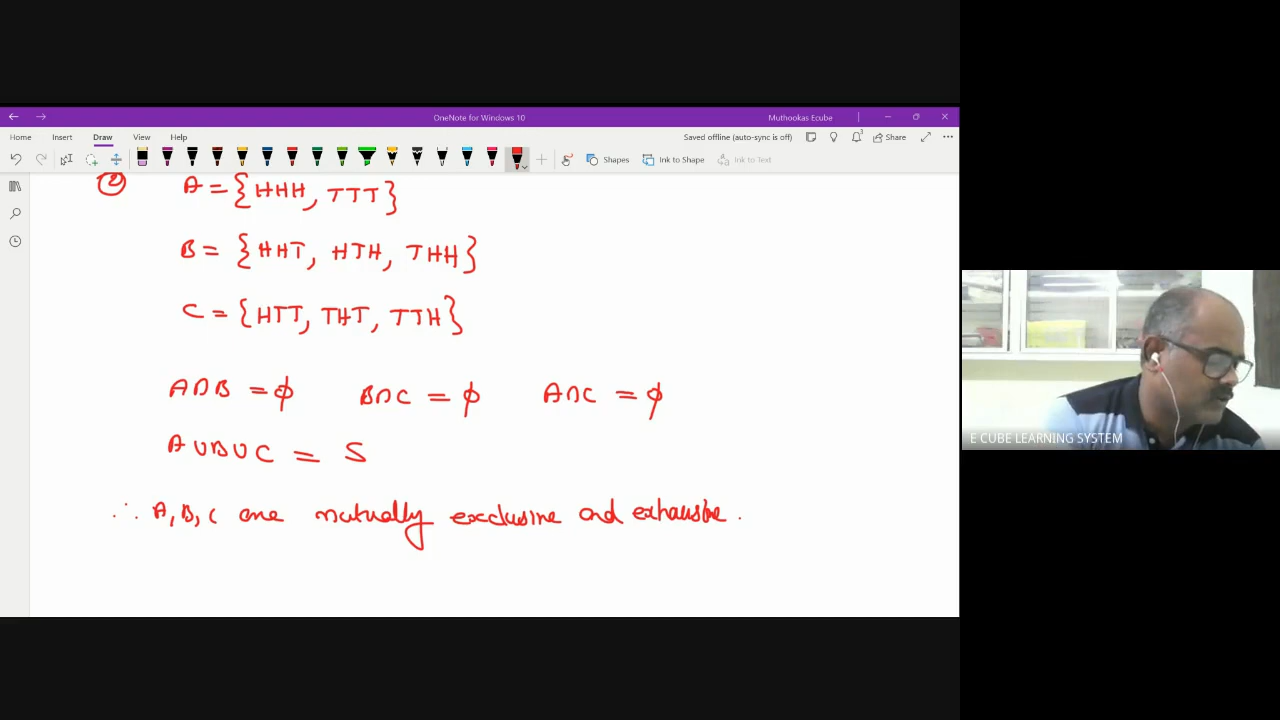 OneNote for Windows 10
Muthookas Ecube
Home Insert Draw View Help
Saved offline (auto-sync is off)
Share
Shapes
Ink to Shape
Ink to Text
② A = {HHH, TTT}
B = {HHT, HTH, THH}
C = {HTT, THT, TTH}
A∩B = ϕ B∩C = ϕ A∩C = ϕ
A∪B∪C = S
∴ A, B, C are mutually exclusive and exhausive.
E CUBE LEARNING SYSTEM